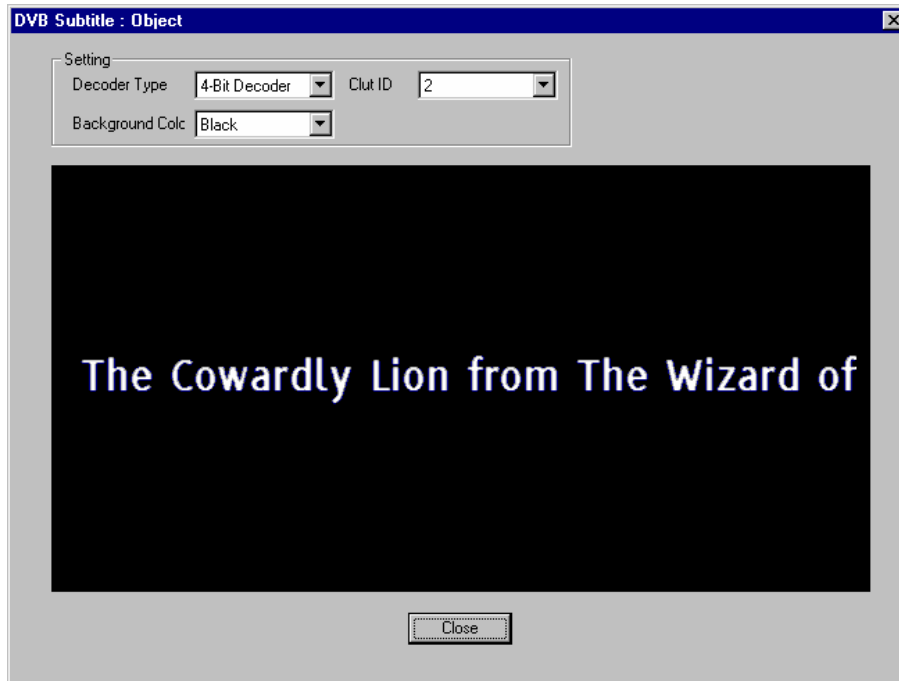 DVB Subtitle : Object
Setting
Decoder Type 4-Bit Decoder Clut ID 2
Background Colc Black
The Cowardly Lion from The Wizard of
Close